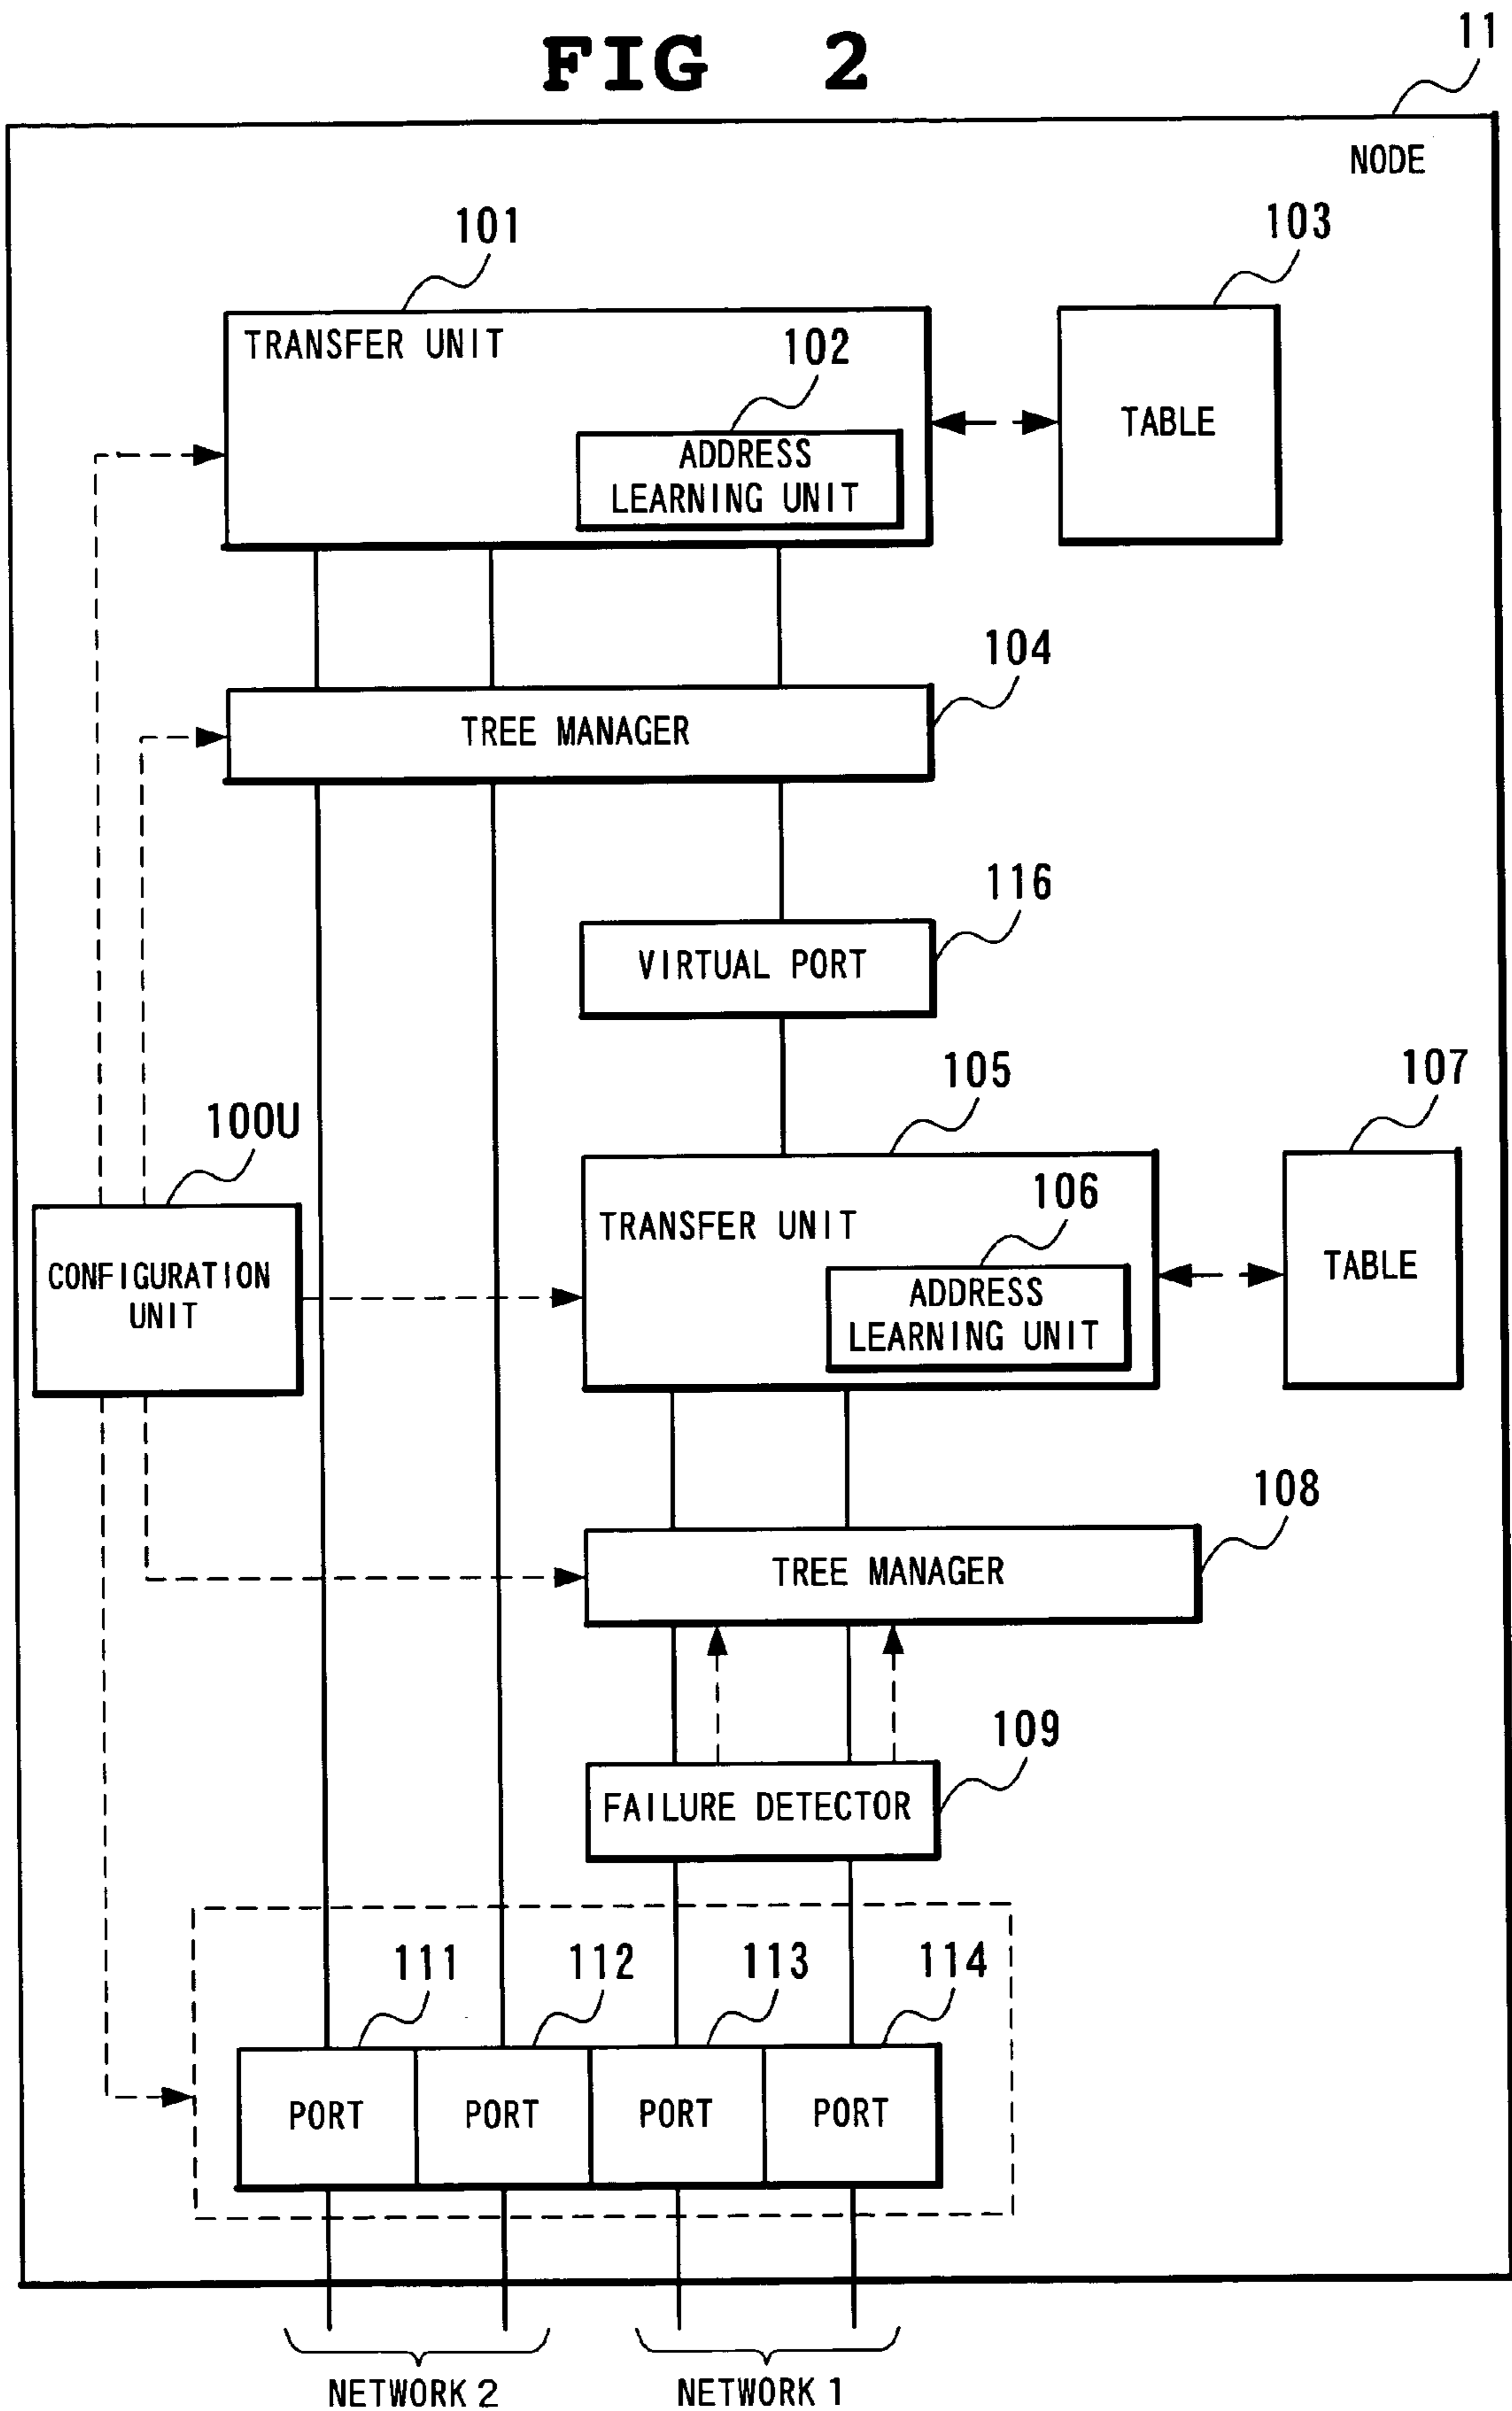 FIG 2
11
NODE
101
103
TRANSFER UNIT
102
TABLE
ADDRESS
LEARNING UNIT
104
TREE MANAGER
116
VIRTUAL PORT
105
107
100U
106
TRANSFER UNIT
CONFIGURATION
UNIT
TABLE
ADDRESS
LEARNING UNIT
108
TREE MANAGER
109
FAILURE DETECTOR
111
112
113
114
PORT
PORT
PORT
PORT
NETWORK 2
NETWORK 1